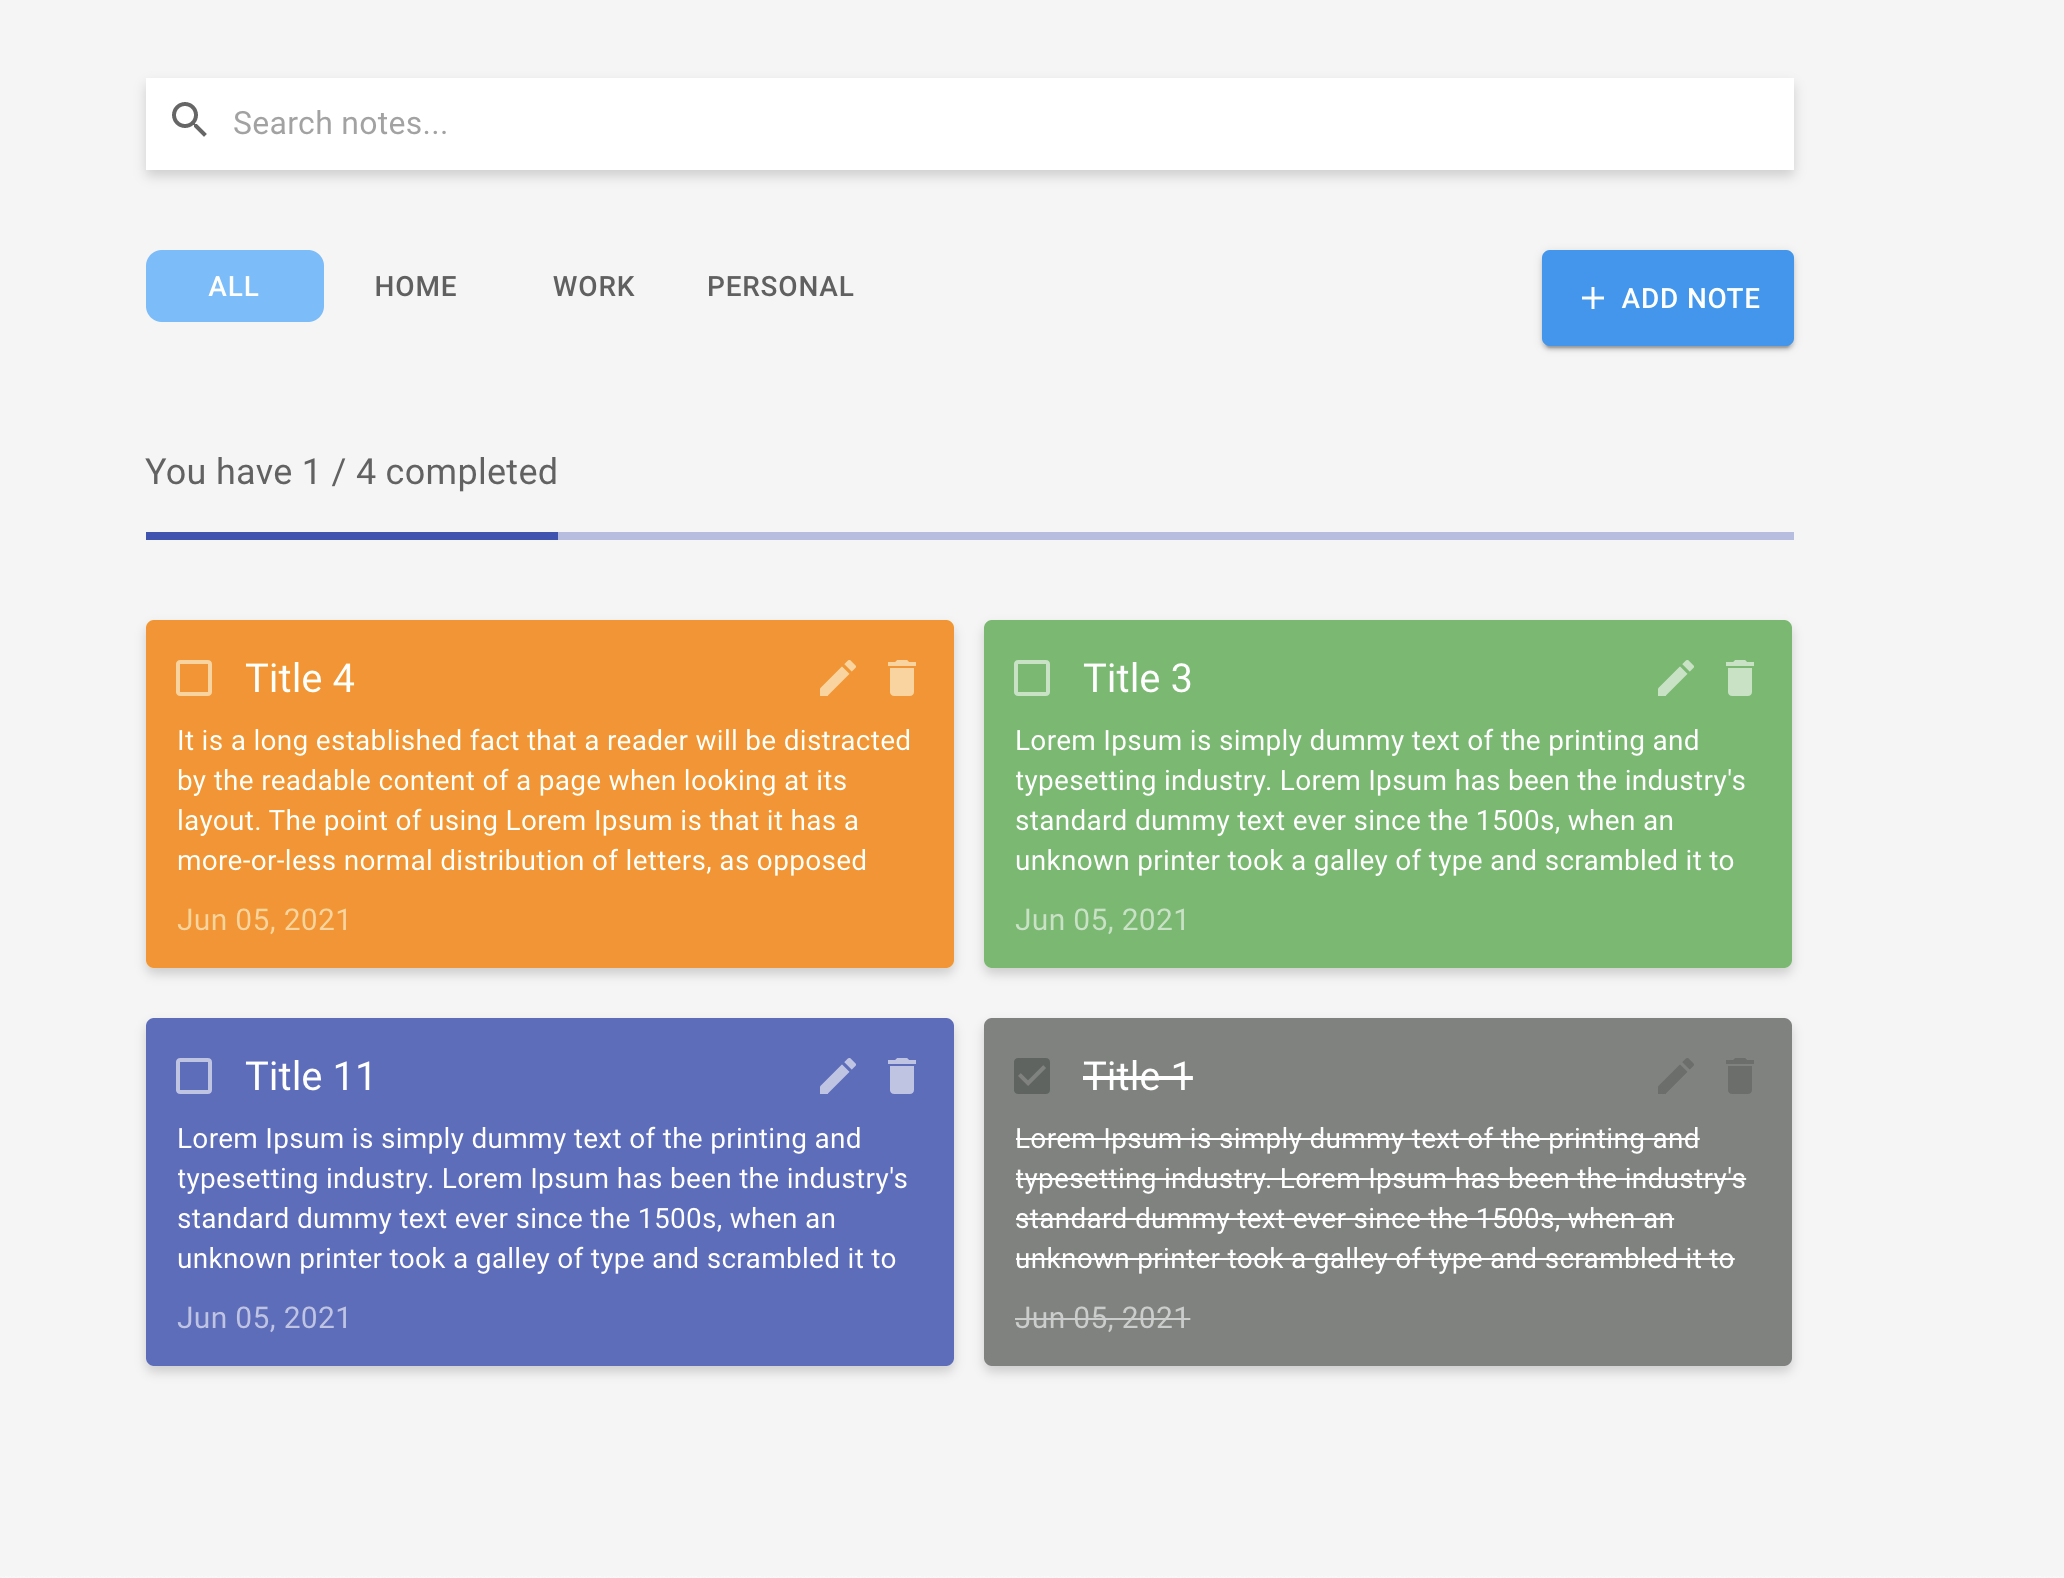 Search notes...
ALL HOME WORK PERSONAL
ADD NOTE
You have 1 / 4 completed
Title 4
It is a long established fact that a reader will be distracted
by the readable content of a page when looking at its
layout. The point of using Lorem Ipsum is that it has a
more-or-less normal distribution of letters, as opposed
Jun 05, 2021
Title 3
Lorem Ipsum is simply dummy text of the printing and
typesetting industry. Lorem Ipsum has been the industry's
standard dummy text ever since the 1500s, when an
unknown printer took a galley of type and scrambled it to
Jun 05, 2021
Title 11
Lorem Ipsum is simply dummy text of the printing and
typesetting industry. Lorem Ipsum has been the industry's
standard dummy text ever since the 1500s, when an
unknown printer took a galley of type and scrambled it to
Jun 05, 2021
Title 1
Lorem Ipsum is simply dummy text of the printing and
typesetting industry. Lorem Ipsum has been the industry's
standard dummy text ever since the 1500s, when an
unknown printer took a galley of type and scrambled it to
Jun 05, 2021